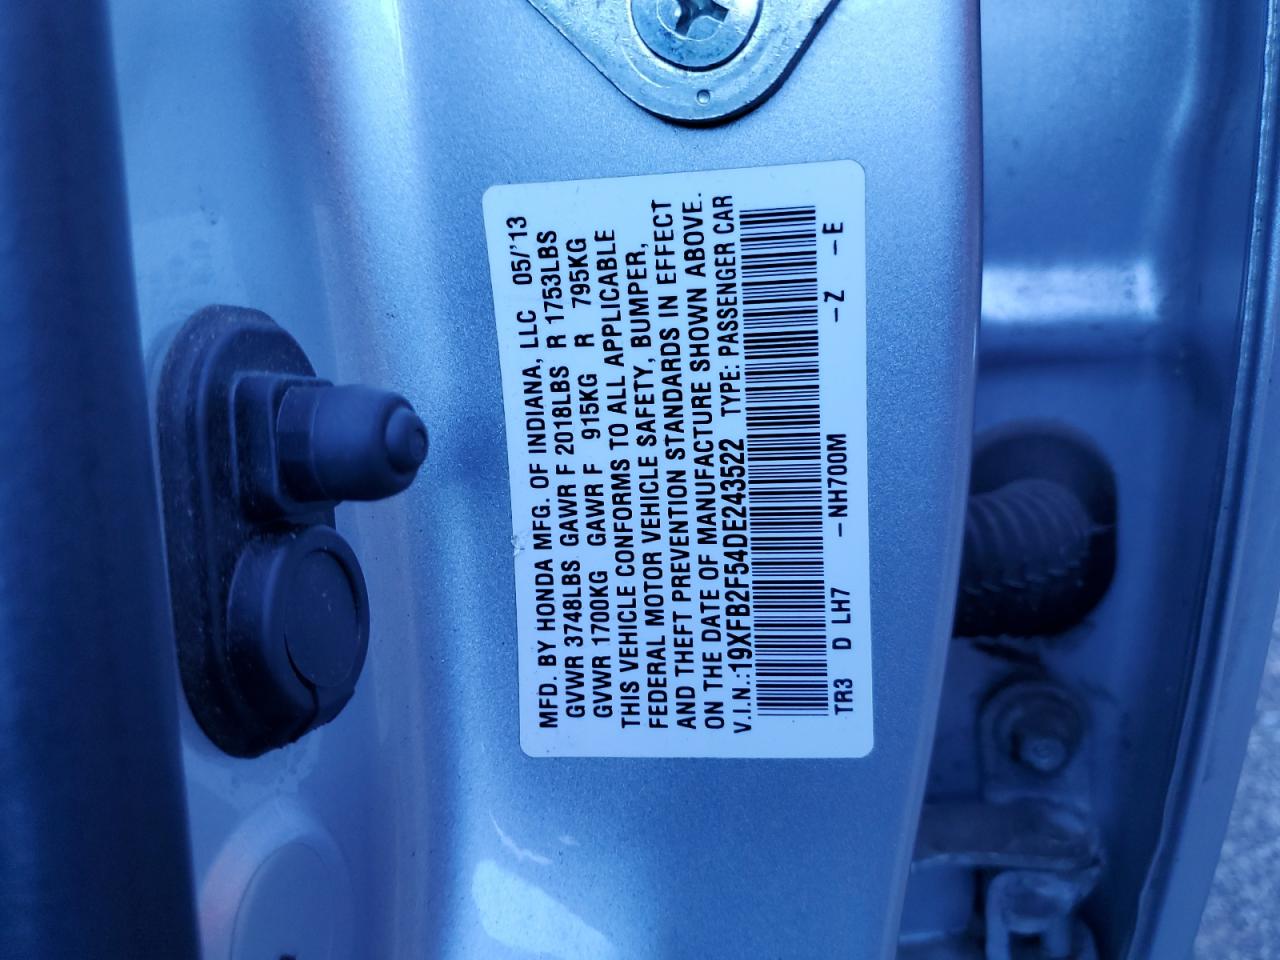 MFD. BY HONDA MFG. OF INDIANA, LLC 05/'13
GVWR 3748LBS GAWR F 2018LBS R 1753LBS
GVWR 1700KG GAWR F 915KG R 795KG
THIS VEHICLE CONFORMS TO ALL APPLICABLE
FEDERAL MOTOR VEHICLE SAFETY, BUMPER,
AND THEFT PREVENTION STANDARDS IN EFFECT
ON THE DATE OF MANUFACTURE SHOWN ABOVE.
V.I.N.:19XFB2F54DE243522 TYPE: PASSENGER CAR
TR3 D LH7 -NH700M -Z -E